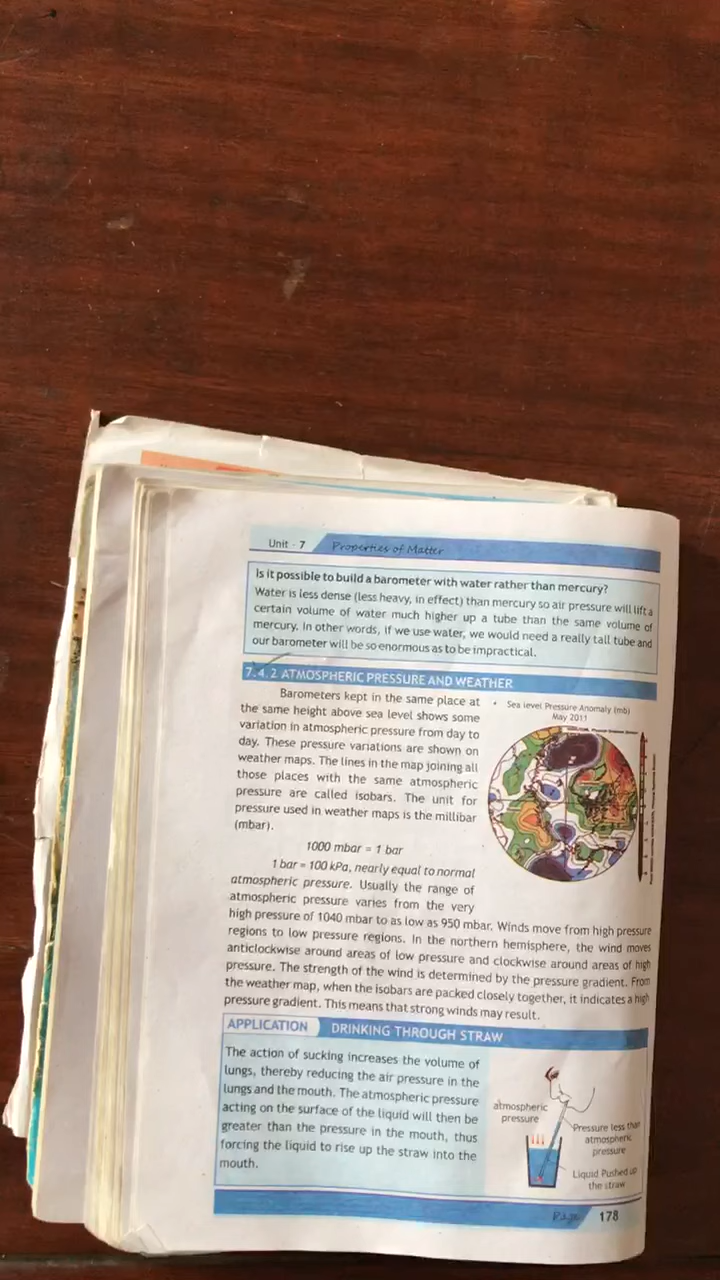 Unit - 7
Properties of Matter
Is it possible to build a barometer with water rather than mercury?
Water is less dense (less heavy, in effect) than mercury so air pressure will lift a
certain volume of water much higher up a tube than the same volume of
mercury. In other words, if we use water, we would need a really tall tube and
our barometer will be so enormous as to be impractical.
7.4.2 ATMOSPHERIC PRESSURE AND WEATHER
Barometers kept in the same place at
the same height above sea level shows some
variation in atmospheric pressure from day to
day. These pressure variations are shown on
weather maps. The lines in the map joining all
those places with the same atmospheric
pressure are called isobars. The unit for
pressure used in weather maps is the millibar
(mbar).
Sea level Pressure Anomaly (mb)
May 2011
1000 mbar = 1 bar
1 bar = 100 kPa, nearly equal to normal
atmospheric pressure. Usually the range of
atmospheric pressure varies from the very
high pressure of 1040 mbar to as low as 950 mbar. Winds move from high pressure
regions to low pressure regions. In the northern hemisphere, the wind moves
anticlockwise around areas of low pressure and clockwise around areas of high
pressure. The strength of the wind is determined by the pressure gradient. From
the weather map, when the isobars are packed closely together, it indicates a high
pressure gradient. This means that strong winds may result.
APPLICATION DRINKING THROUGH STRAW
The action of sucking increases the volume of
lungs, thereby reducing the air pressure in the
lungs and the mouth. The atmospheric pressure
acting on the surface of the liquid will then be
greater than the pressure in the mouth, thus
forcing the liquid to rise up the straw into the
mouth.
atmospheric
pressure
Pressure less than
atmospheric
pressure
Liquid Pushed up
the straw
Page 178